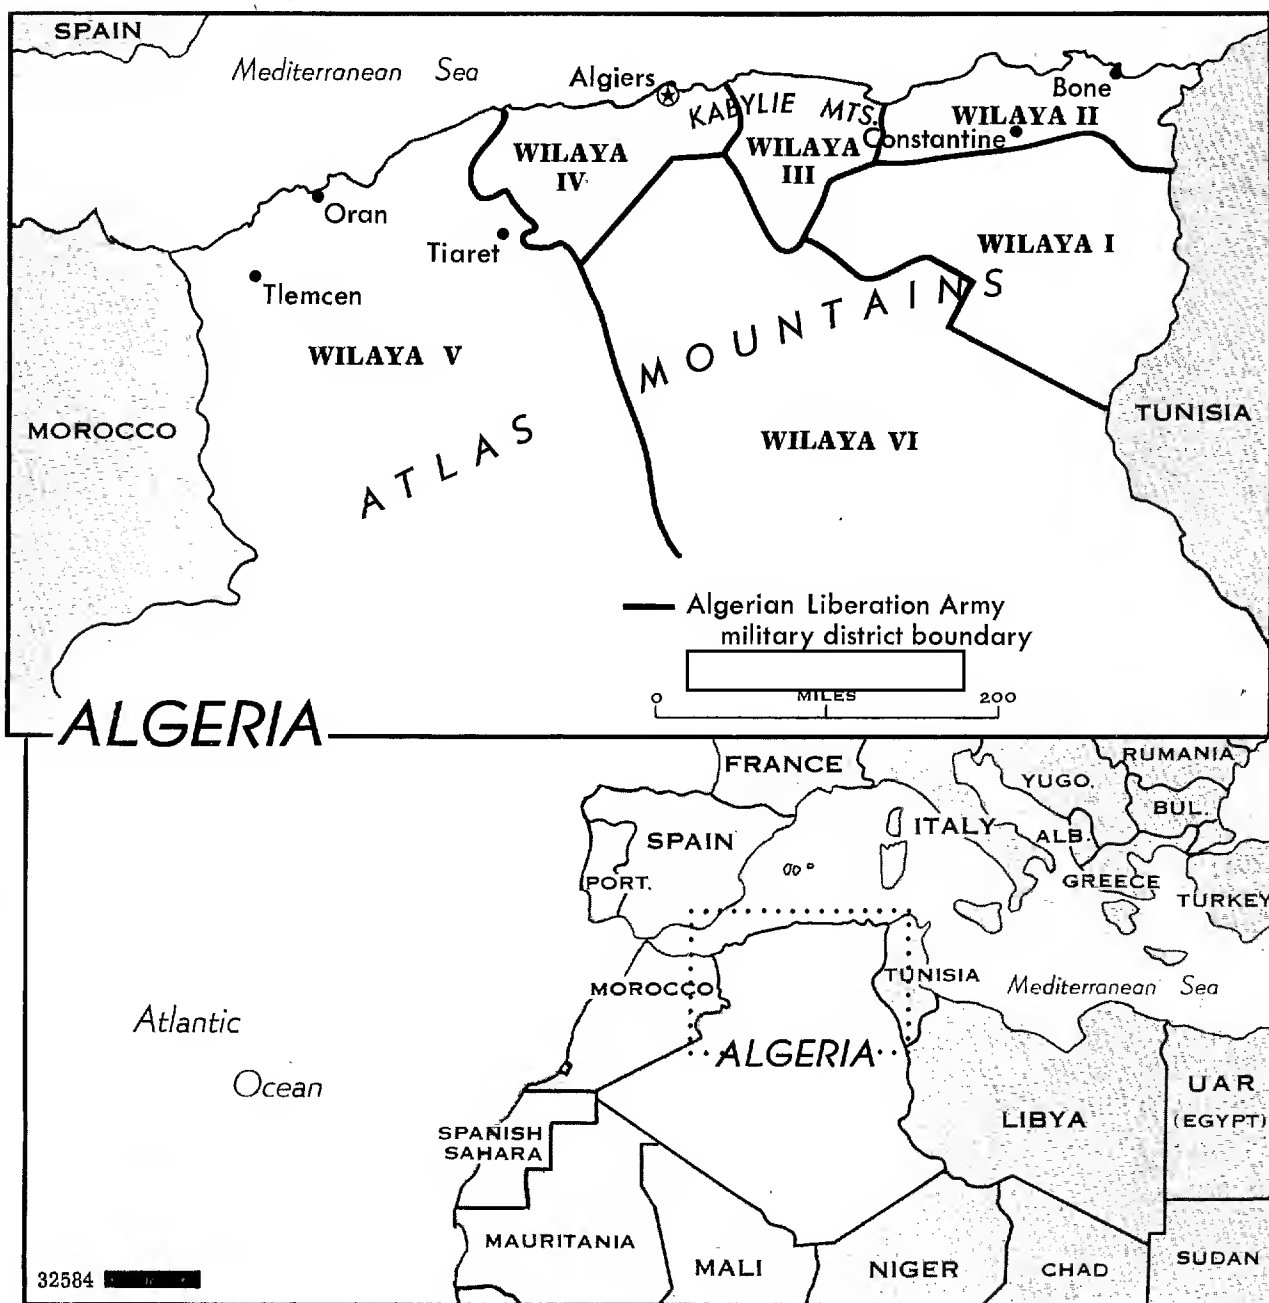 SPAIN
Mediterranean Sea
Algiers
Bone
KABYLIE MTS.
WILAYA II
Constantine
WILAYA
IV
WILAYA
III
Oran
Tiaret
WILAYA I
Tlemcen
WILAYA V
ATLAS MOUNTAINS
MOROCCO
TUNISIA
WILAYA VI
Algerian Liberation Army
military district boundary
0 MILES 200
ALGERIA
FRANCE
RUMANIA
YUGO.
BUL.
ITALY
ALB.
SPAIN
PORT.
GREECE
TURKEY
MOROCCO
TUNISIA
Mediterranean Sea
Atlantic
Ocean
ALGERIA
UAR
(EGYPT)
LIBYA
SPANISH
SAHARA
MAURITANIA
MALI
NIGER
CHAD
SUDAN
32584